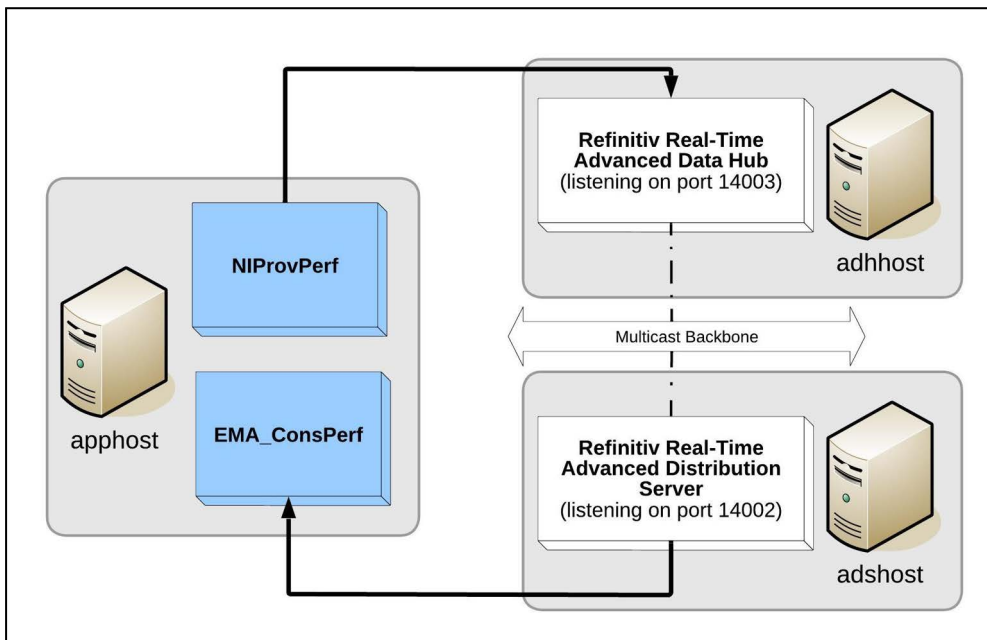 Refinitiv Real-Time
Advanced Data Hub
(listening on port 14003)
adhhost
NIProvPerf
Multicast Backbone
EMA_ConsPerf
apphost
Refinitiv Real-Time
Advanced Distribution
Server
(listening on port 14002)
adshost